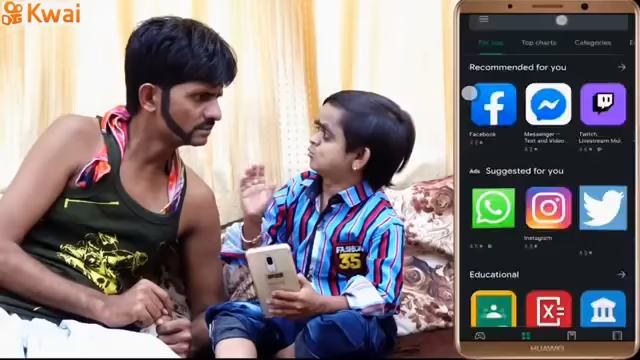 Kwai
For you
Top charts
Categories
Recommended for you
Facebook
Messenger –
Text and Video...
Twitch:
Livestream Mul...
Ads Suggested for you
Instagram
Educational
FASHION
35
HUAWEI